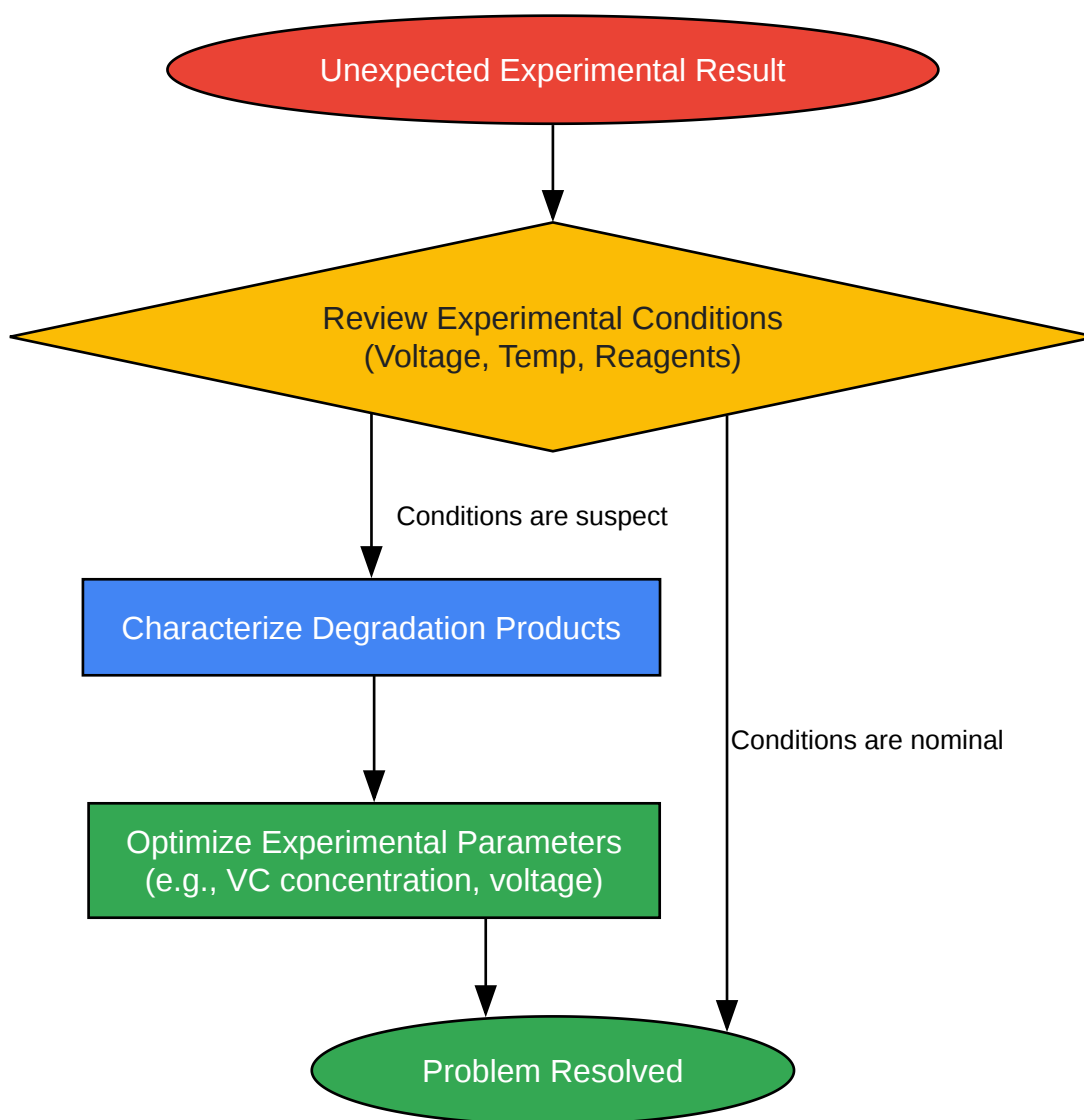 Unexpected Experimental Result
Review Experimental Conditions
(Voltage, Temp, Reagents)
Conditions are suspect
Characterize Degradation Products
Conditions are nominal
Optimize Experimental Parameters
(e.g., VC concentration, voltage)
Problem Resolved